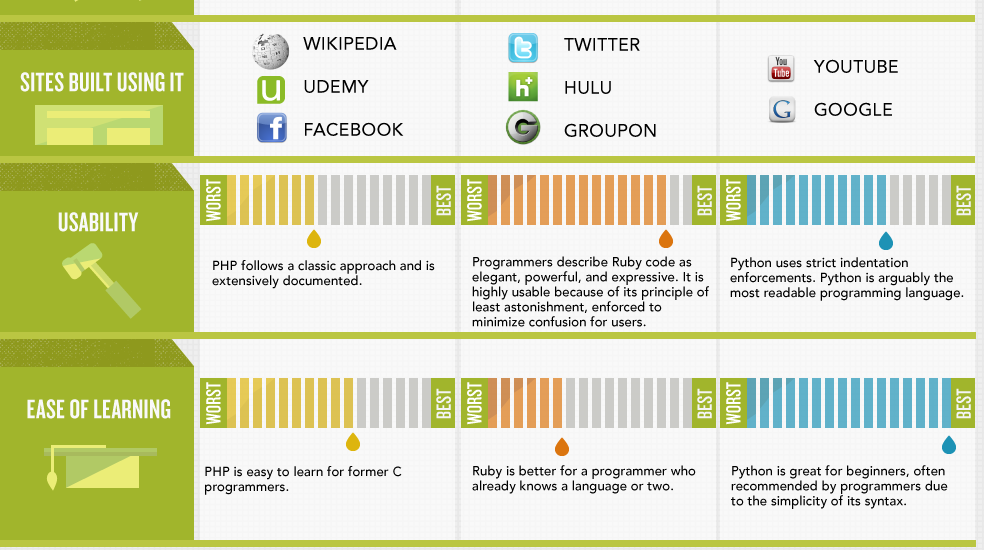 SITES BUILT USING IT
WIKIPEDIA
UDEMY
FACEBOOK
TWITTER
HULU
GROUPON
You
Tube
YOUTUBE
GOOGLE
USABILITY
WORST
BEST
PHP follows a classic approach and is
extensively documented.
WORST
BEST
Programmers describe Ruby code as
elegant, powerful, and expressive. It is
highly usable because of its principle of
least astonishment, enforced to
minimize confusion for users.
WORST
BEST
Python uses strict indentation
enforcements. Python is arguably the
most readable programming language.
EASE OF LEARNING
WORST
BEST
PHP is easy to learn for former C
programmers.
WORST
BEST
Ruby is better for a programmer who
already knows a language or two.
WORST
BEST
Python is great for beginners, often
recommended by programmers due
to the simplicity of its syntax.